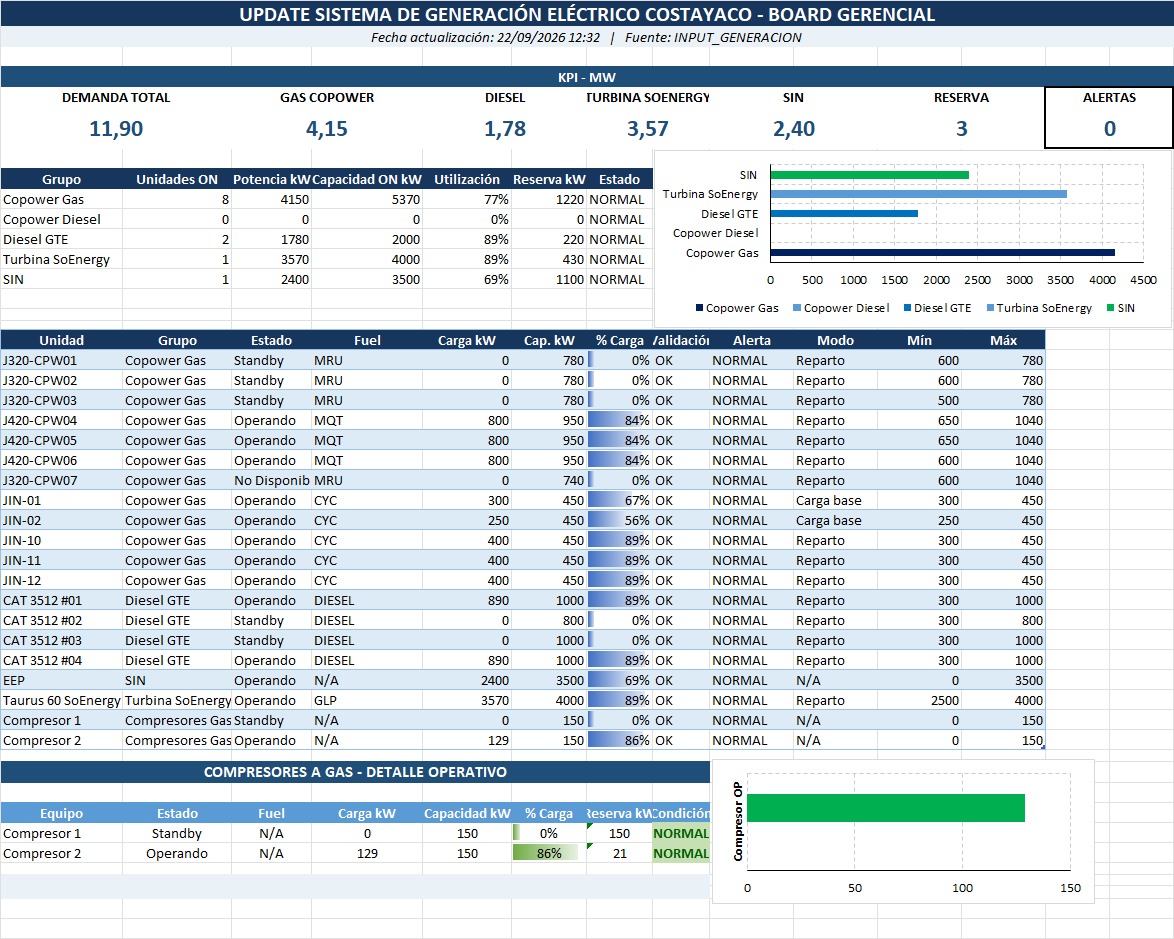 UPDATE SISTEMA DE GENERACIÓN ELÉCTRICO COSTAYACO - BOARD GERENCIAL
Fecha actualización: 22/09/2026 12:32 | Fuente: INPUT_GENERACION
KPI - MW
DEMANDA TOTAL GAS COPOWER DIESEL TURBINA SOENERGY SIN RESERVA ALERTAS
11,90 4,15 1,78 3,57 2,40 3 0
Grupo Unidades ON Potencia kW Capacidad ON kW Utilización Reserva kW Estado
Copower Gas 8 4150 5370 77% 1220 NORMAL
Copower Diesel 0 0 0 0% 0 NORMAL
Diesel GTE 2 1780 2000 89% 220 NORMAL
Turbina SoEnergy 1 3570 4000 89% 430 NORMAL
SIN 1 2400 3500 69% 1100 NORMAL
SIN
Turbina SoEnergy
Diesel GTE
Copower Diesel
Copower Gas
0 500 1000 1500 2000 2500 3000 3500 4000 4500
Copower Gas Copower Diesel Diesel GTE Turbina SoEnergy SIN
Unidad Grupo Estado Fuel Carga kW Cap. kW % Carga Validación Alerta Modo Mín Máx
J320-CPW01 Copower Gas Standby MRU 0 780 0% OK NORMAL Reparto 600 780
J320-CPW02 Copower Gas Standby MRU 0 780 0% OK NORMAL Reparto 600 780
J320-CPW03 Copower Gas Standby MRU 0 780 0% OK NORMAL Reparto 500 780
J420-CPW04 Copower Gas Operando MQT 800 950 84% OK NORMAL Reparto 650 1040
J420-CPW05 Copower Gas Operando MQT 800 950 84% OK NORMAL Reparto 650 1040
J420-CPW06 Copower Gas Operando MQT 800 950 84% OK NORMAL Reparto 650 1040
J320-CPW07 Copower Gas No Disponib MRU 0 740 0% OK NORMAL Reparto 600 1040
JIN-01 Copower Gas Operando CYC 300 450 67% OK NORMAL Carga base 300 450
JIN-02 Copower Gas Operando CYC 250 450 56% OK NORMAL Carga base 250 450
JIN-10 Copower Gas Operando CYC 400 450 89% OK NORMAL Reparto 300 450
JIN-11 Copower Gas Operando CYC 400 450 89% OK NORMAL Reparto 300 450
JIN-12 Copower Gas Operando CYC 400 450 89% OK NORMAL Reparto 300 450
CAT 3512 #01 Diesel GTE Operando DIESEL 890 1000 89% OK NORMAL Reparto 300 1000
CAT 3512 #02 Diesel GTE Standby DIESEL 0 800 0% OK NORMAL Reparto 300 800
CAT 3512 #03 Diesel GTE Standby DIESEL 0 1000 0% OK NORMAL Reparto 300 1000
CAT 3512 #04 Diesel GTE Operando DIESEL 890 1000 89% OK NORMAL Reparto 300 1000
EEP SIN Operando N/A 2400 3500 69% OK NORMAL N/A 0 3500
Taurus 60 SoEnergy Turbina SoEnergy Operando GLP 3570 4000 89% OK NORMAL Reparto 2500 4000
Compresor 1 Compresores Gas Standby N/A 0 150 0% OK NORMAL N/A 0 150
Compresor 2 Compresores Gas Operando N/A 129 150 86% OK NORMAL N/A 0 150
COMPRESORES A GAS - DETALLE OPERATIVO
Equipo Estado Fuel Carga kW Capacidad kW % Carga Reserva kW Condición
Compresor 1 Standby N/A 0 150 0% 150 NORMAL
Compresor 2 Operando N/A 129 150 86% 21 NORMAL
Compresor OP
0 50 100 150